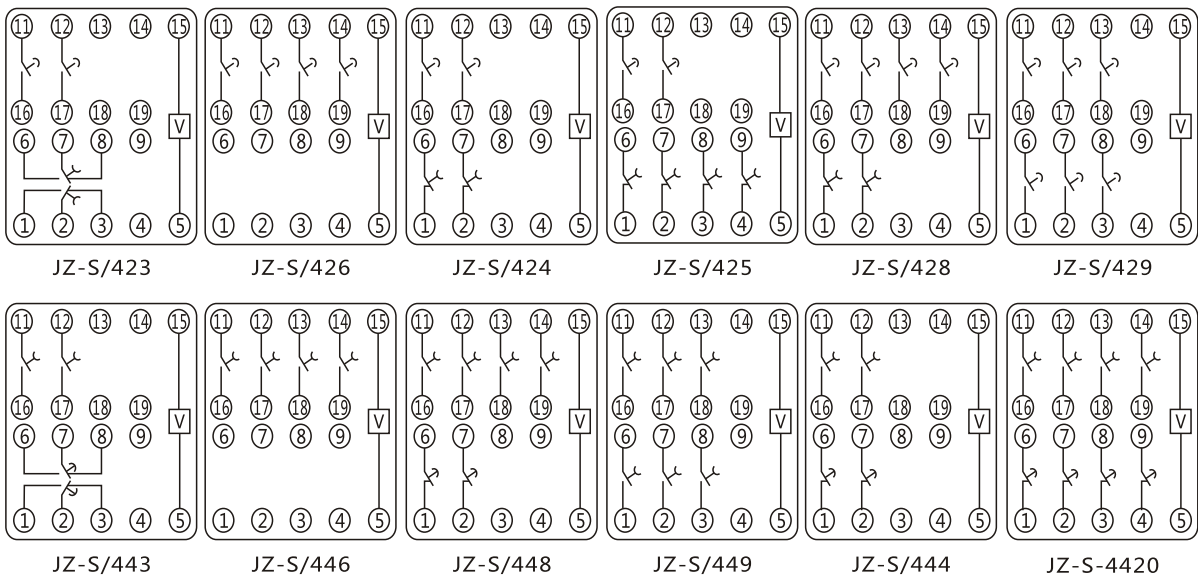 11 12 13 14 15 11 12 13 14 15 11 12 13 14 15 11 12 13 14 15 11 12 13 14 15 11 12 13 14 15
16 17 18 19 16 17 18 19 16 17 18 19 16 17 18 19 16 17 18 19 16 17 18 19
V V V V V V
6 7 8 9 6 7 8 9 6 7 8 9 6 7 8 9 6 7 8 9 6 7 8 9
1 2 3 4 5 1 2 3 4 5 1 2 3 4 5 1 2 3 4 5 1 2 3 4 5 1 2 3 4 5
JZ-S/423 JZ-S/426 JZ-S/424 JZ-S/425 JZ-S/428 JZ-S/429
11 12 13 14 15 11 12 13 14 15 11 12 13 14 15 11 12 13 14 15 11 12 13 14 15 11 12 13 14 15
16 17 18 19 16 17 18 19 16 17 18 19 16 17 18 19 16 17 18 19 16 17 18 19
V V V V V V
6 7 8 9 6 7 8 9 6 7 8 9 6 7 8 9 6 7 8 9 6 7 8 9
1 2 3 4 5 1 2 3 4 5 1 2 3 4 5 1 2 3 4 5 1 2 3 4 5 1 2 3 4 5
JZ-S/443 JZ-S/446 JZ-S/448 JZ-S/449 JZ-S/444 JZ-S-4420